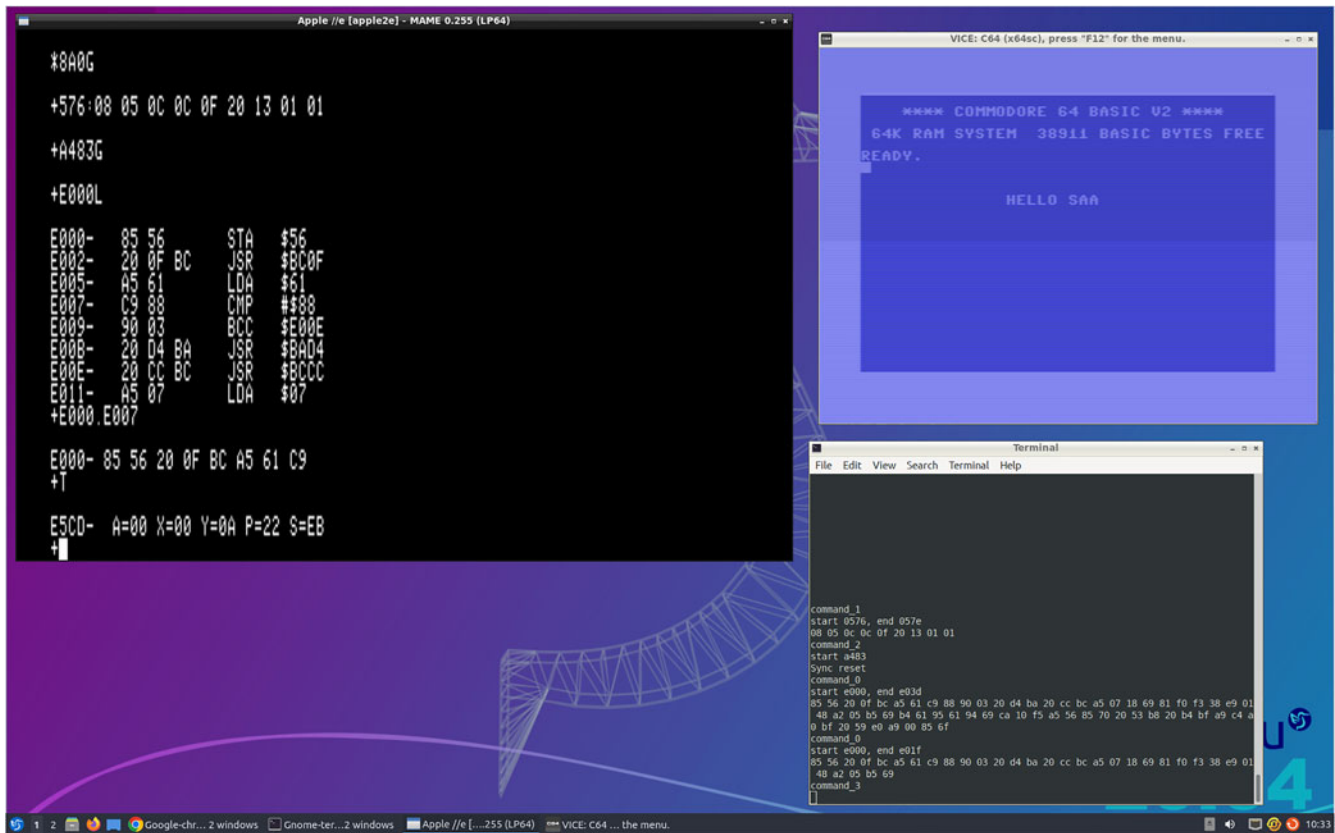 Apple //e [apple2e] - MAME 0.255 (LP64)
*8A0G
+576:08 05 0C 0C 0F 20 13 01 01
+A483G
+E000L
E000- 85 56 STA $56
E002- 20 0F BC JSR $BC0F
E005- A5 61 LDA $61
E007- C9 88 CMP #$88
E009- 90 03 BCC $E00E
E00B- 20 D4 BA JSR $BAD4
E00E- 20 CC BC JSR $BCCC
E011- A5 07 LDA $07
+E000.E007
E000- 85 56 20 0F BC A5 61 C9
+T
E5CD- A=00 X=00 Y=0A P=22 S=EB
+
VICE: C64 (x64sc), press "F12" for the menu.
**** COMMODORE 64 BASIC V2 ****
64K RAM SYSTEM 38911 BASIC BYTES FREE
READY.
HELLO SAA
Terminal
File Edit View Search Terminal Help
command_1
start 0576, end 057e
08 05 0c 0c 0f 20 13 01 01
command_2
start a483
Sync reset
command_0
start e000, end e03d
85 56 20 0f bc a5 61 c9 88 90 03 20 d4 ba 20 cc bc a5 07 18 69 81 f0 f3 38 e9 01
48 a2 05 b5 69 b4 61 95 61 94 69 ca 10 f5 a5 56 85 70 20 53 b8 20 b4 bf a9 c4 a
0 bf 20 59 e0 a9 00 85 6f
command_0
start e000, end e01f
85 56 20 0f bc a5 61 c9 88 90 03 20 d4 ba 20 cc bc a5 07 18 69 81 f0 f3 38 e9 01
48 a2 05 b5 69
command_3
1 2 Google-chr... 2 windows Gnome-ter...2 windows Apple //e [....255 (LP64) VICE: C64 ... the menu. 10:33